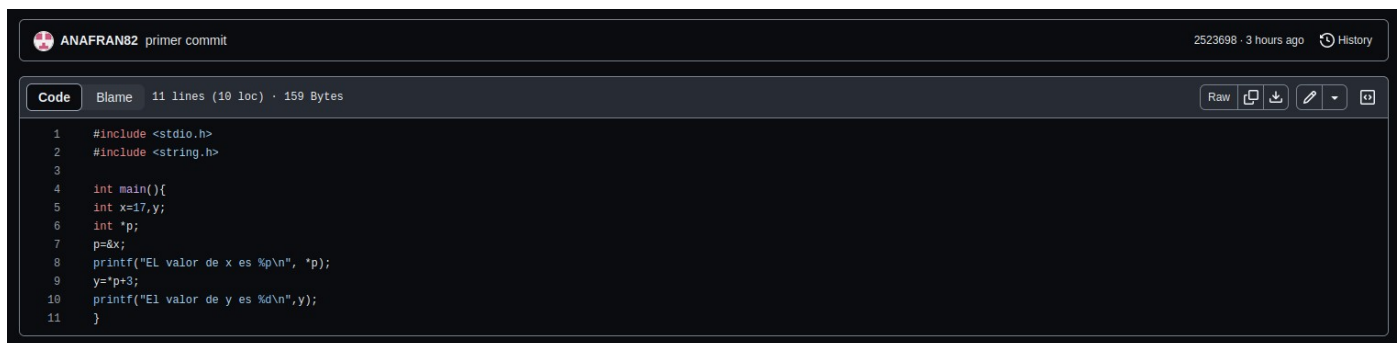 ANAFRAN82 primer commit 2523698 · 3 hours ago History
Code Blame 11 lines (10 loc) · 159 Bytes Raw
1 #include <stdio.h>
2 #include <string.h>
3
4 int main(){
5 int x=17,y;
6 int *p;
7 p=&x;
8 printf("EL valor de x es %p\n", *p);
9 y=*p+3;
10 printf("El valor de y es %d\n",y);
11 }